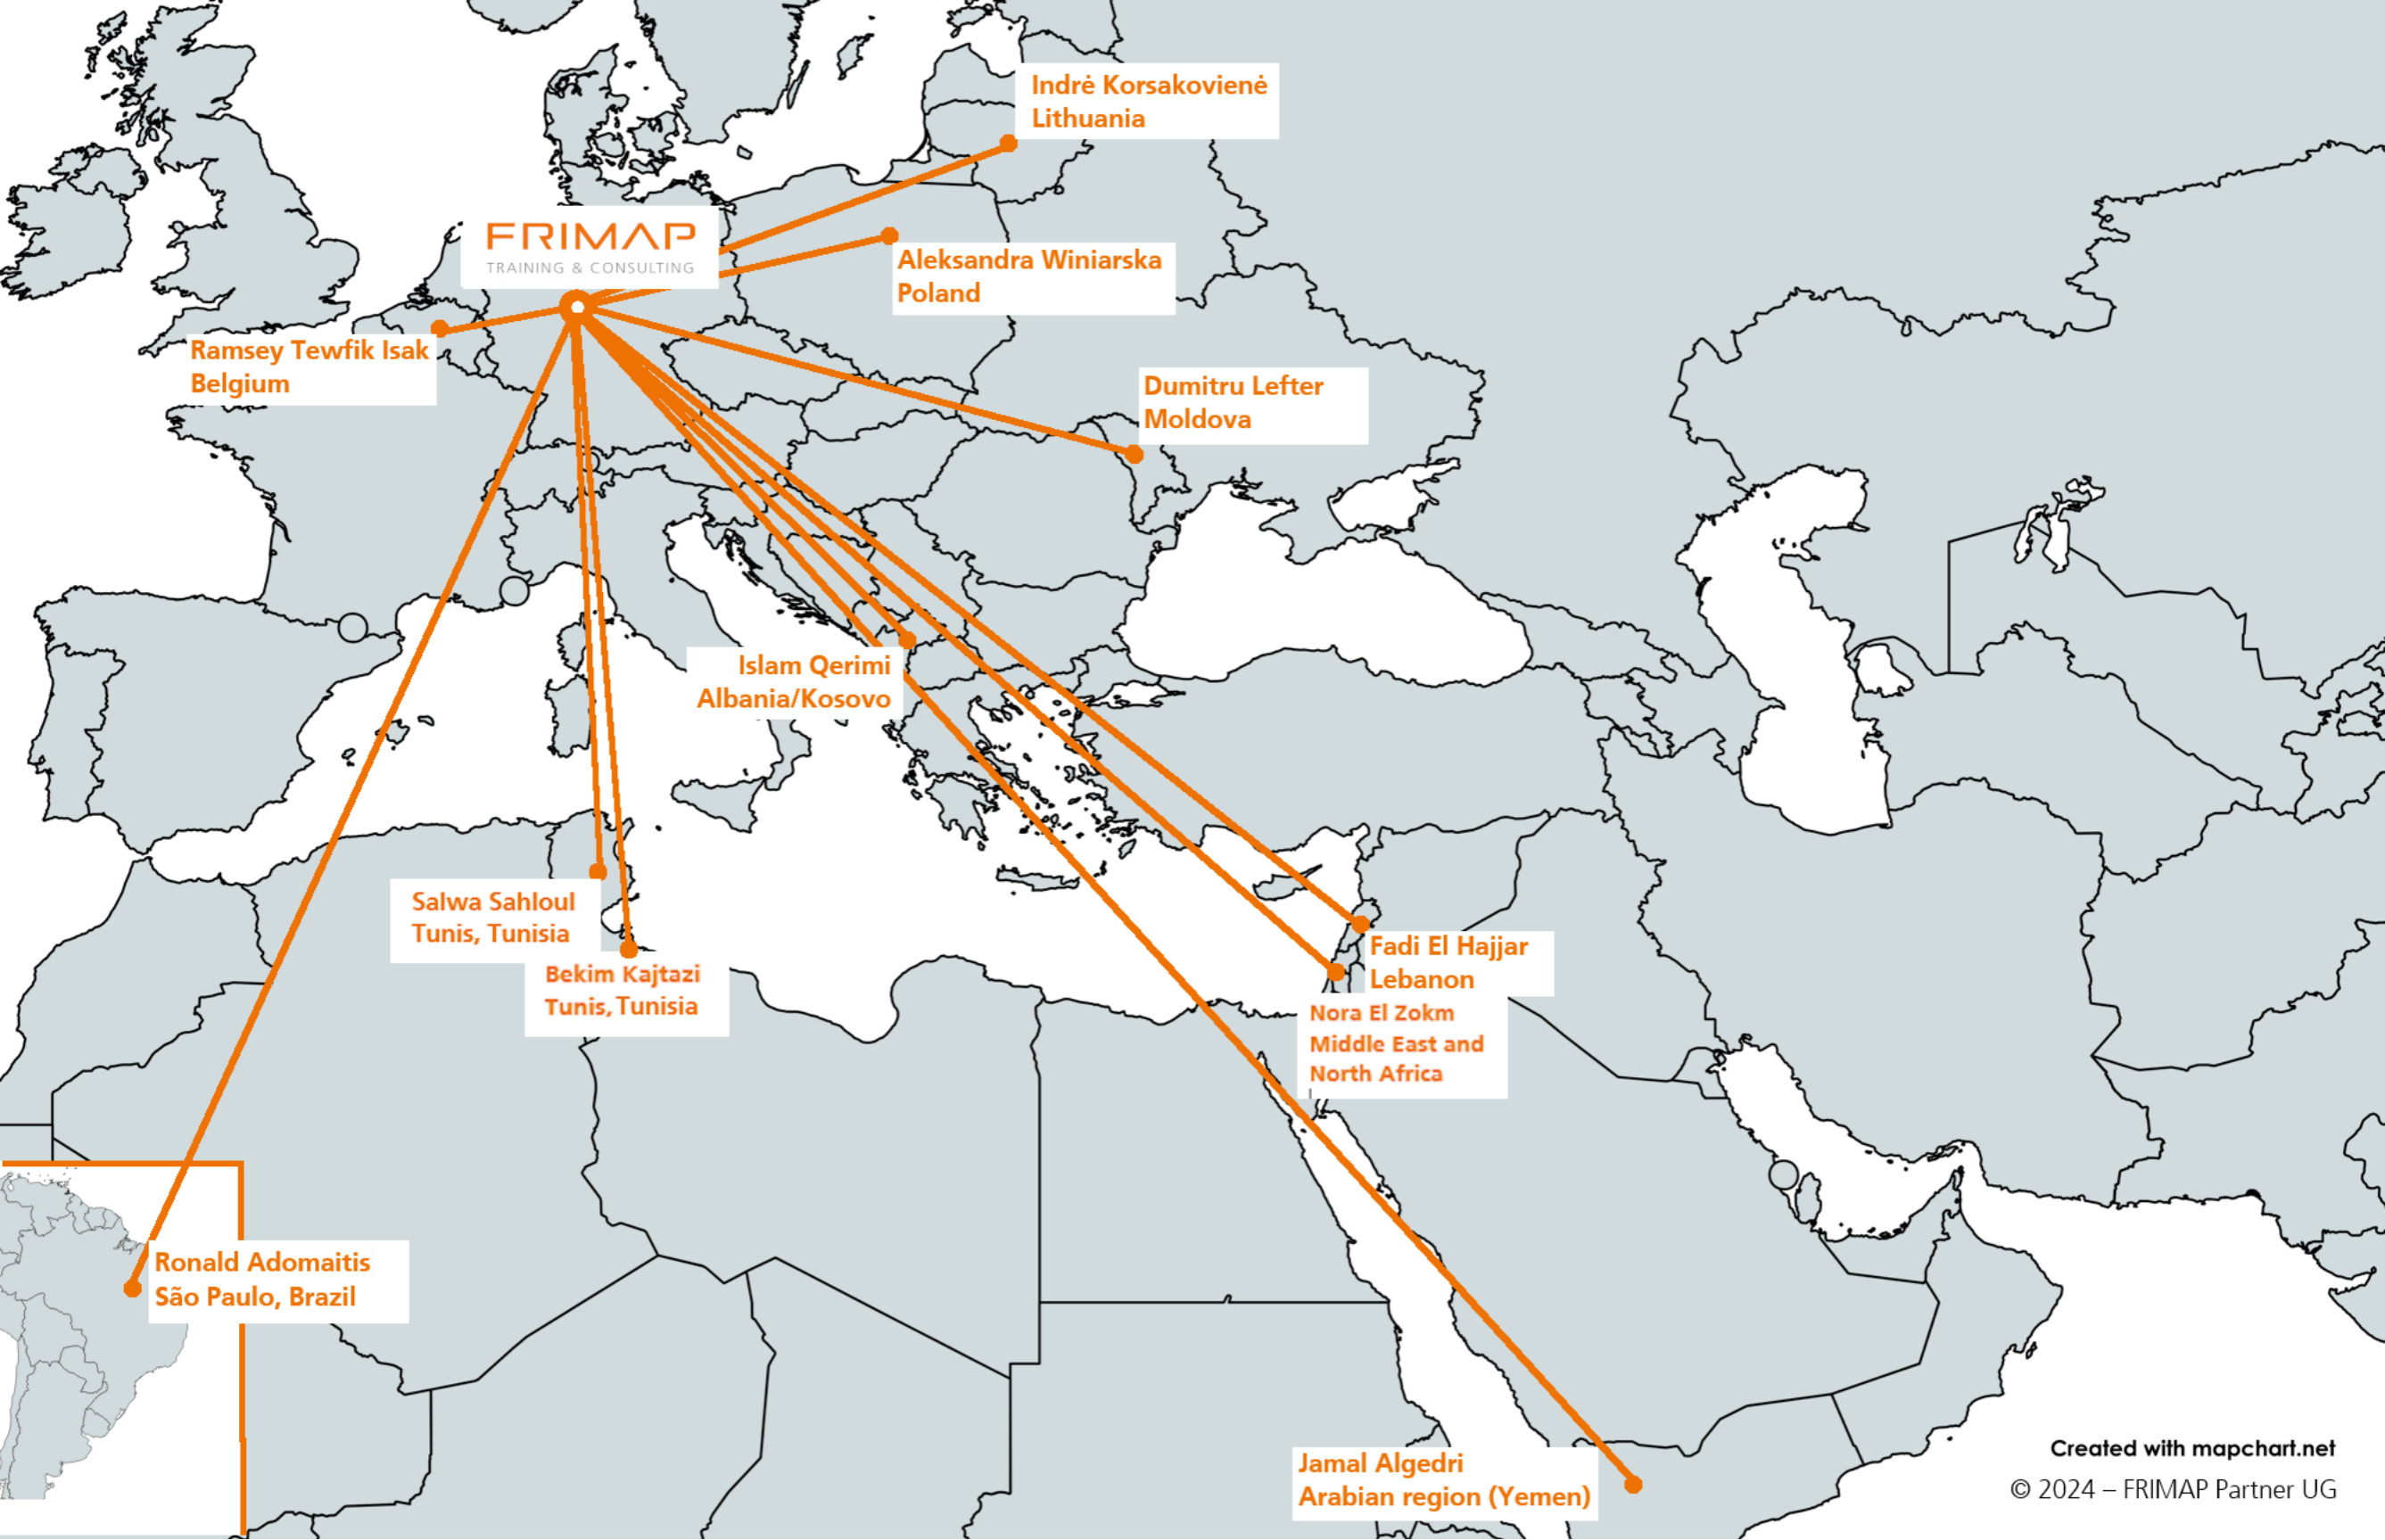 Indrė Korsakovienė
Lithuania
FRIMAP
TRAINING & CONSULTING
Aleksandra Winiarska
Poland
Ramsey Tewfik Isak
Belgium
Dumitru Lefter
Moldova
Islam Qerimi
Albania/Kosovo
Salwa Sahloul
Tunis, Tunisia
Bekim Kajtazi
Tunis, Tunisia
Fadi El Hajjar
Lebanon
Nora El Zokm
Middle East and
North Africa
Ronald Adomaitis
São Paulo, Brazil
Jamal Algedri
Arabian region (Yemen)
Created with mapchart.net
© 2024 – FRIMAP Partner UG